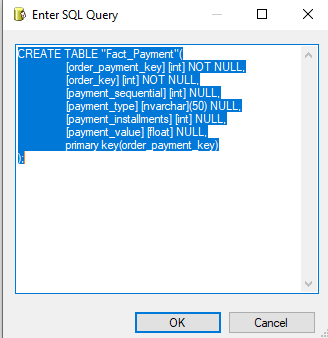 Enter SQL Query
CREATE TABLE "Fact_Payment"(
[order_payment_key] [int] NOT NULL,
[order_key] [int] NOT NULL,
[payment_sequential] [int] NULL,
[payment_type] [nvarchar](50) NULL,
[payment_installments] [int] NULL,
[payment_value] [float] NULL,
primary key(order_payment_key)
);
OK
Cancel